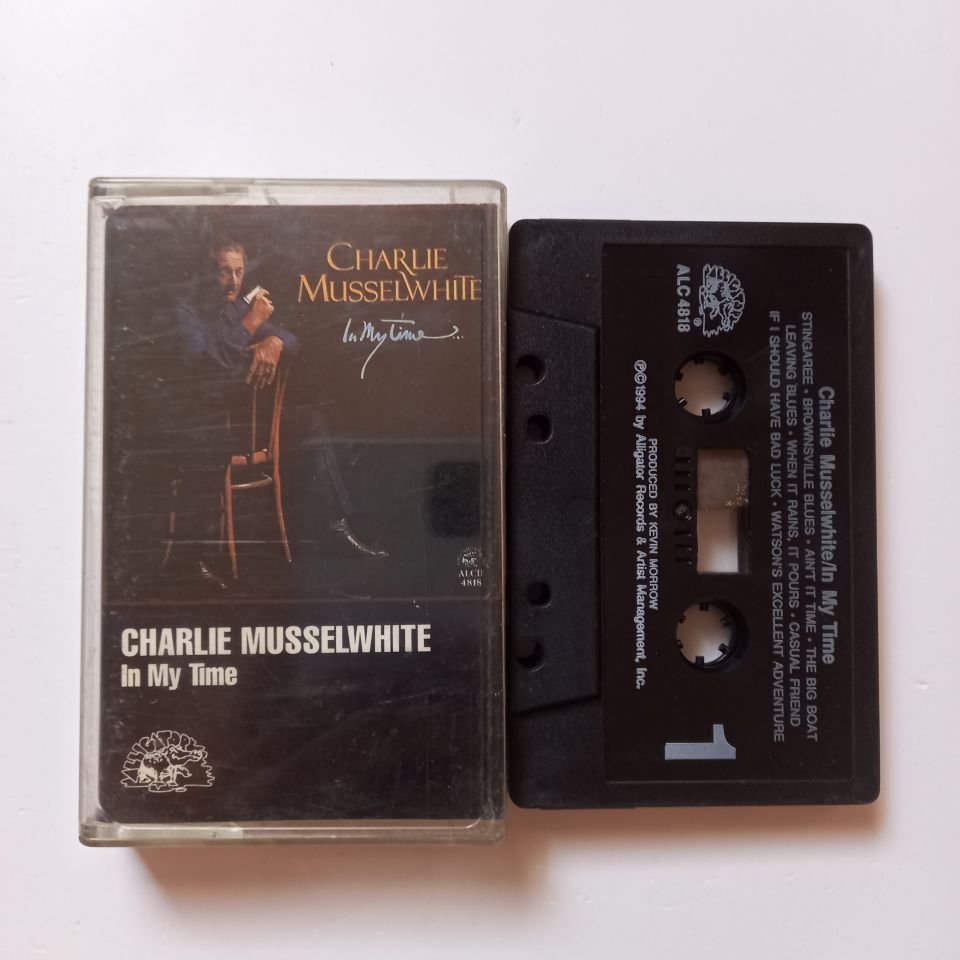 CHARLIE
MUSSELWHITE
In My Time...
ALCD
4818
CHARLIE MUSSELWHITE
In My Time
ALLIGATOR
ALLIGATOR
®
ALC 4818
Charlie Musselwhite/In My Time
STINGAREE • BROWNSVILLE BLUES • AIN'T IT TIME • THE BIG BOAT
LEAVING BLUES • WHEN IT RAINS, IT POURS • CASUAL FRIEND
IF I SHOULD HAVE BAD LUCK • WATSON'S EXCELLENT ADVENTURE
PRODUCED BY KEVIN MORROW
℗©1994 by Alligator Records & Artist Management, Inc.
1